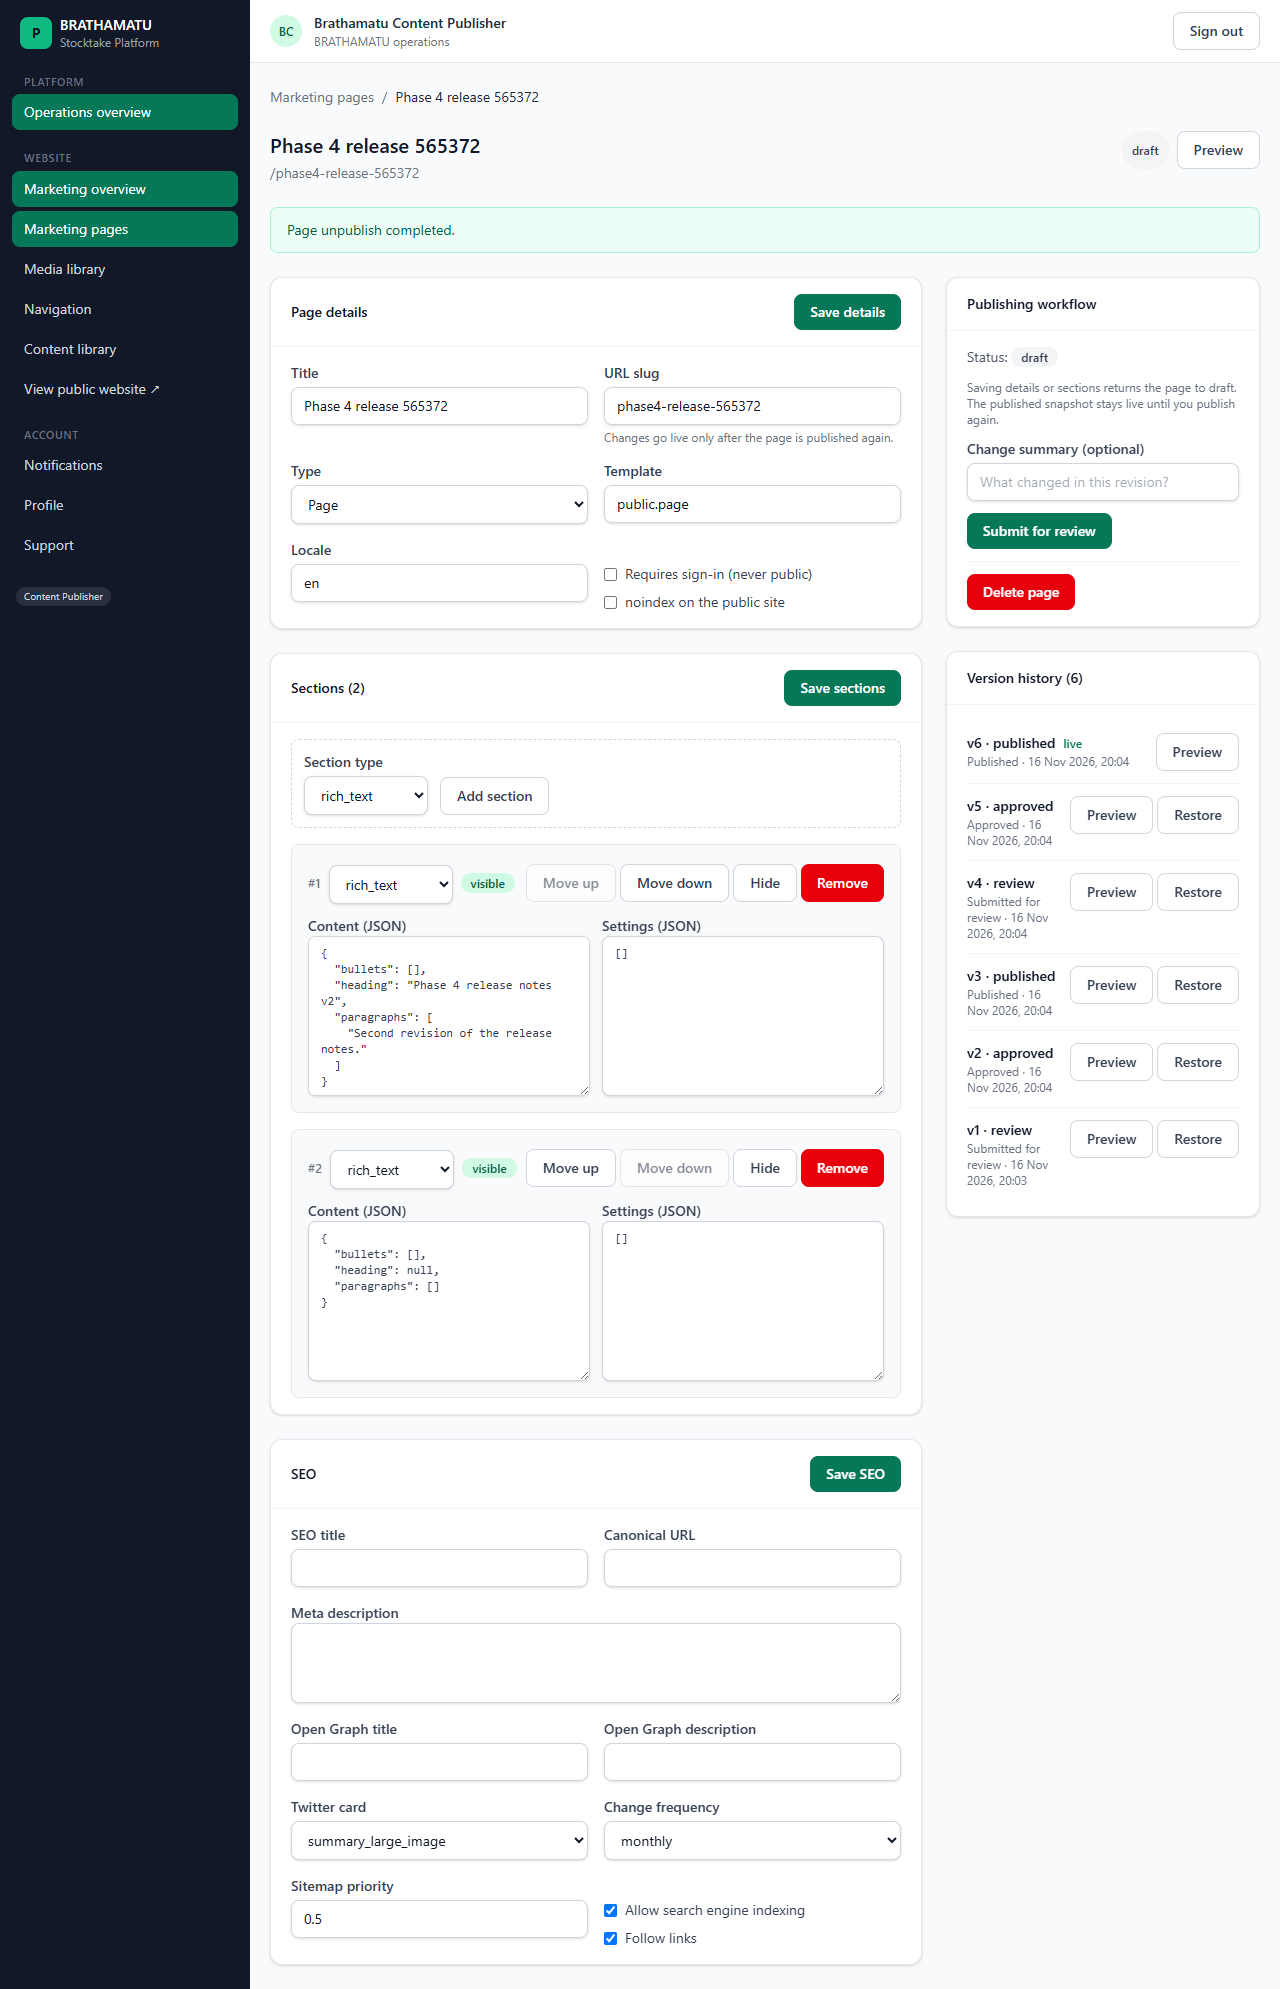 P
BRATHAMATU
Stocktake Platform
PLATFORM
Operations overview
WEBSITE
Marketing overview
Marketing pages
Media library
Navigation
Content library
View public website ↗
ACCOUNT
Notifications
Profile
Support
Content Publisher
BC
Brathamatu Content Publisher
BRATHAMATU operations
Sign out
Marketing pages / Phase 4 release 565372
Phase 4 release 565372
/phase4-release-565372
draft
Preview
Page unpublish completed.
Page details
Save details
Title
Phase 4 release 565372
URL slug
phase4-release-565372
Changes go live only after the page is published again.
Type
Page
Template
public.page
Locale
en
Requires sign-in (never public)
noindex on the public site
Sections (2)
Save sections
Section type
rich_text
Add section
#1
rich_text
visible
Move up
Move down
Hide
Remove
Content (JSON)
{
"bullets": [],
"heading": "Phase 4 release notes
v2",
"paragraphs": [
"Second revision of the release
notes."
]
}
Settings (JSON)
[]
#2
rich_text
visible
Move up
Move down
Hide
Remove
Content (JSON)
{
"bullets": [],
"heading": null,
"paragraphs": []
}
Settings (JSON)
[]
SEO
Save SEO
SEO title
Canonical URL
Meta description
Open Graph title
Open Graph description
Twitter card
summary_large_image
Change frequency
monthly
Sitemap priority
0.5
Allow search engine indexing
Follow links
Publishing workflow
Status: draft
Saving details or sections returns the page to draft.
The published snapshot stays live until you publish
again.
Change summary (optional)
What changed in this revision?
Submit for review
Delete page
Version history (6)
v6 · published live
Published · 16 Nov 2026, 20:04
Preview
v5 · approved
Approved · 16
Nov 2026, 20:04
Preview
Restore
v4 · review
Submitted for
review · 16 Nov
2026, 20:04
Preview
Restore
v3 · published
Published · 16
Nov 2026, 20:04
Preview
Restore
v2 · approved
Approved · 16
Nov 2026, 20:04
Preview
Restore
v1 · review
Submitted for
review · 16 Nov
2026, 20:03
Preview
Restore